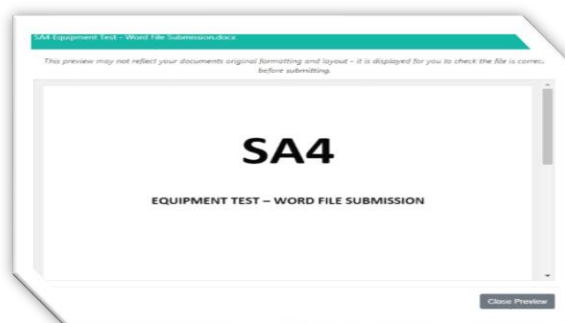 SA4 Equipment Test - Word File Submission.docx
This preview may not reflect your documents original formatting and layout - it is displayed for you to check the file is correct
before submitting.
SA4
EQUIPMENT TEST – WORD FILE SUBMISSION
Close Preview